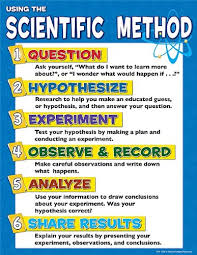 USING THE
SCIENTIFIC METHOD
1 QUESTION
Ask yourself, "What do I want to learn more
about?", or "I wonder what would happen if . . .?"
2 HYPOTHESIZE
Research to help you make an educated guess,
or hypothesis, and then answer your question.
3 EXPERIMENT
Test your hypothesis by making a plan and
conducting an experiment.
4 OBSERVE & RECORD
Make careful observations and write down
what happens.
5 ANALYZE
Use your information to draw conclusions
about your experiment. Was your
hypothesis correct?
6 SHARE RESULTS
Explain your results by presenting your
experiment, observations, and conclusions.